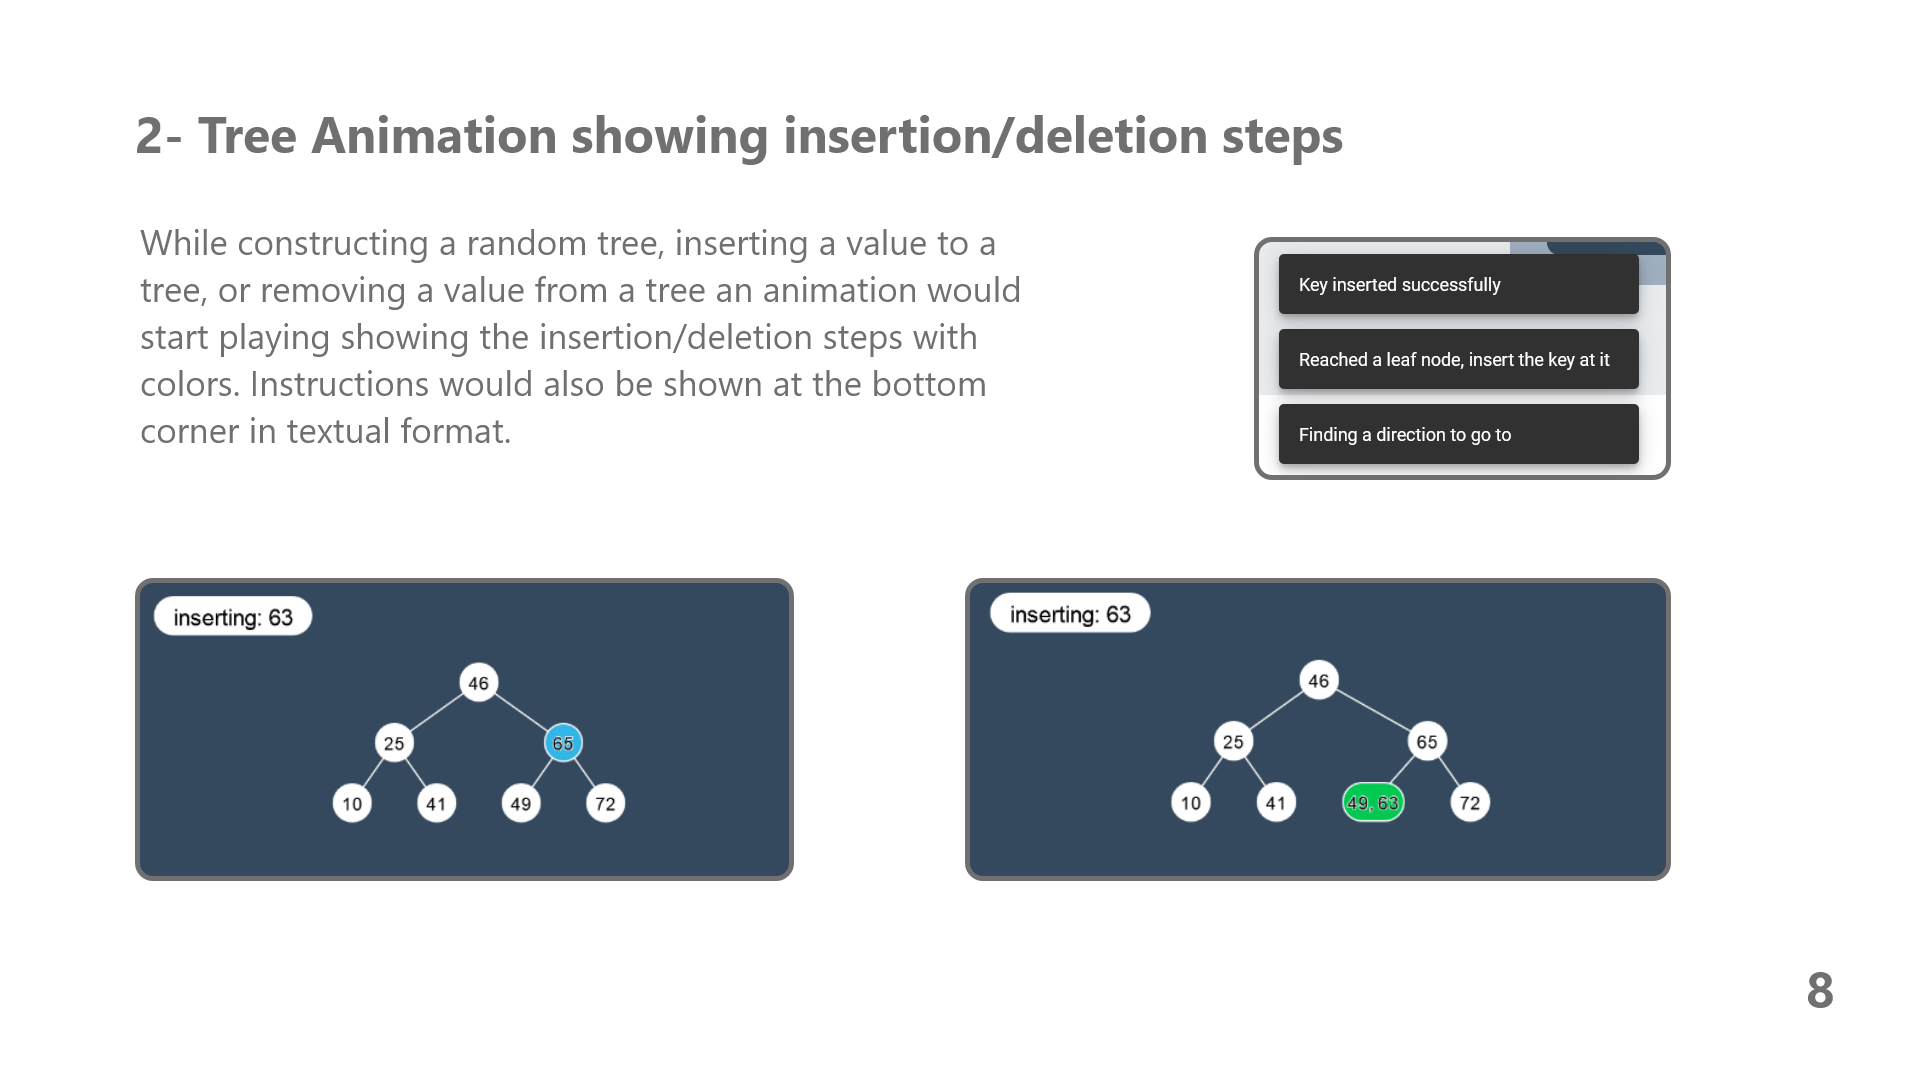 2- Tree Animation showing insertion/deletion steps
While constructing a random tree, inserting a value to a
tree, or removing a value from a tree an animation would
start playing showing the insertion/deletion steps with
colors. Instructions would also be shown at the bottom
corner in textual format.
Key inserted successfully
Reached a leaf node, insert the key at it
Finding a direction to go to
inserting: 63
46
25 65
10 41 49 72
inserting: 63
46
25 65
10 41 49, 63 72
8